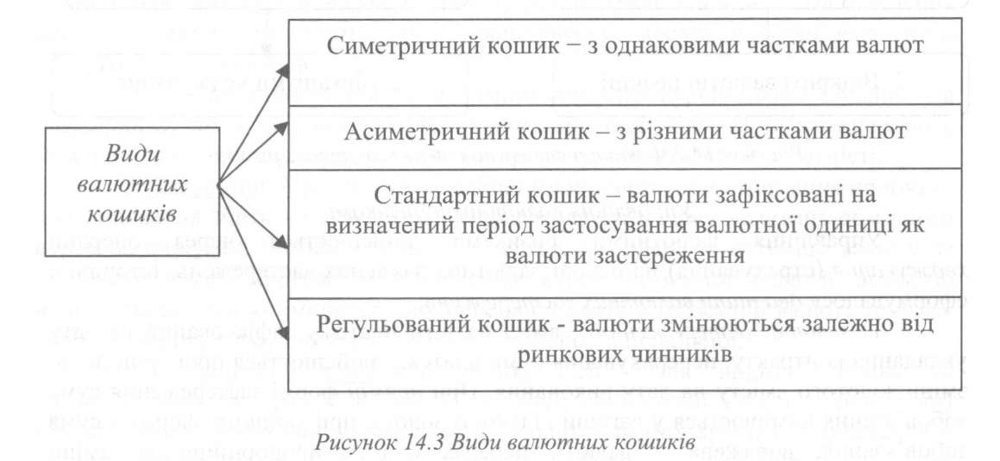 Симетричний кошик – з однаковими частками валют
Асиметричний кошик – з різними частками валют
Види
валютних
кошиків
Стандартний кошик – валюти зафіксовані на
визначений період застосування валютної одиниці як
валюти застереження
Регульований кошик - валюти змінюються залежно від
ринкових чинників
Рисунок 14.3 Види валютних кошиків